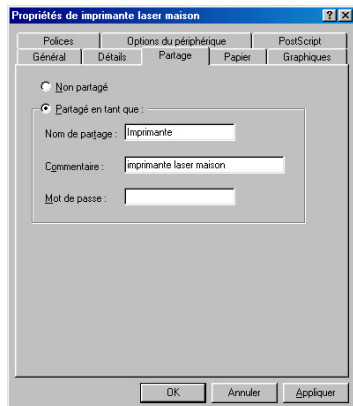 Propriétés de imprimante laser maison
Polices Options du périphérique PostScript
Général Détails Partage Papier Graphiques
Non partagé
Partagé en tant que :
Nom de partage : Imprimante
Commentaire : imprimante laser maison
Mot de passe :
OK Annuler Appliquer